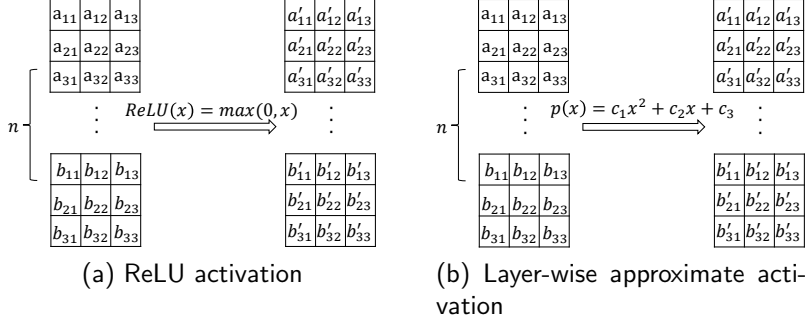 a₁₁ a₁₂ a₁₃ a′₁₁ a′₁₂ a′₁₃
a₂₁ a₂₂ a₂₃ a′₂₁ a′₂₂ a′₂₃
a₃₁ a₃₂ a₃₃ a′₃₁ a′₃₂ a′₃₃
n ⋮ ReLU(x) = max(0, x) ⋮
b₁₁ b₁₂ b₁₃ b′₁₁ b′₁₂ b′₁₃
b₂₁ b₂₂ b₂₃ b′₂₁ b′₂₂ b′₂₃
b₃₁ b₃₂ b₃₃ b′₃₁ b′₃₂ b′₃₃
(a) ReLU activation
a₁₁ a₁₂ a₁₃ a′₁₁ a′₁₂ a′₁₃
a₂₁ a₂₂ a₂₃ a′₂₁ a′₂₂ a′₂₃
a₃₁ a₃₂ a₃₃ a′₃₁ a′₃₂ a′₃₃
n ⋮ p(x) = c₁x² + c₂x + c₃ ⋮
b₁₁ b₁₂ b₁₃ b′₁₁ b′₁₂ b′₁₃
b₂₁ b₂₂ b₂₃ b′₂₁ b′₂₂ b′₂₃
b₃₁ b₃₂ b₃₃ b′₃₁ b′₃₂ b′₃₃
(b) Layer-wise approximate acti-
vation